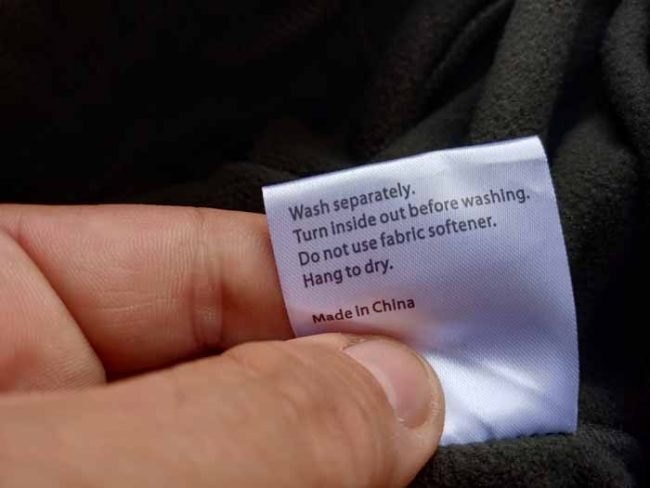 Wash separately.
Turn inside out before washing.
Do not use fabric softener.
Hang to dry.
Made in China